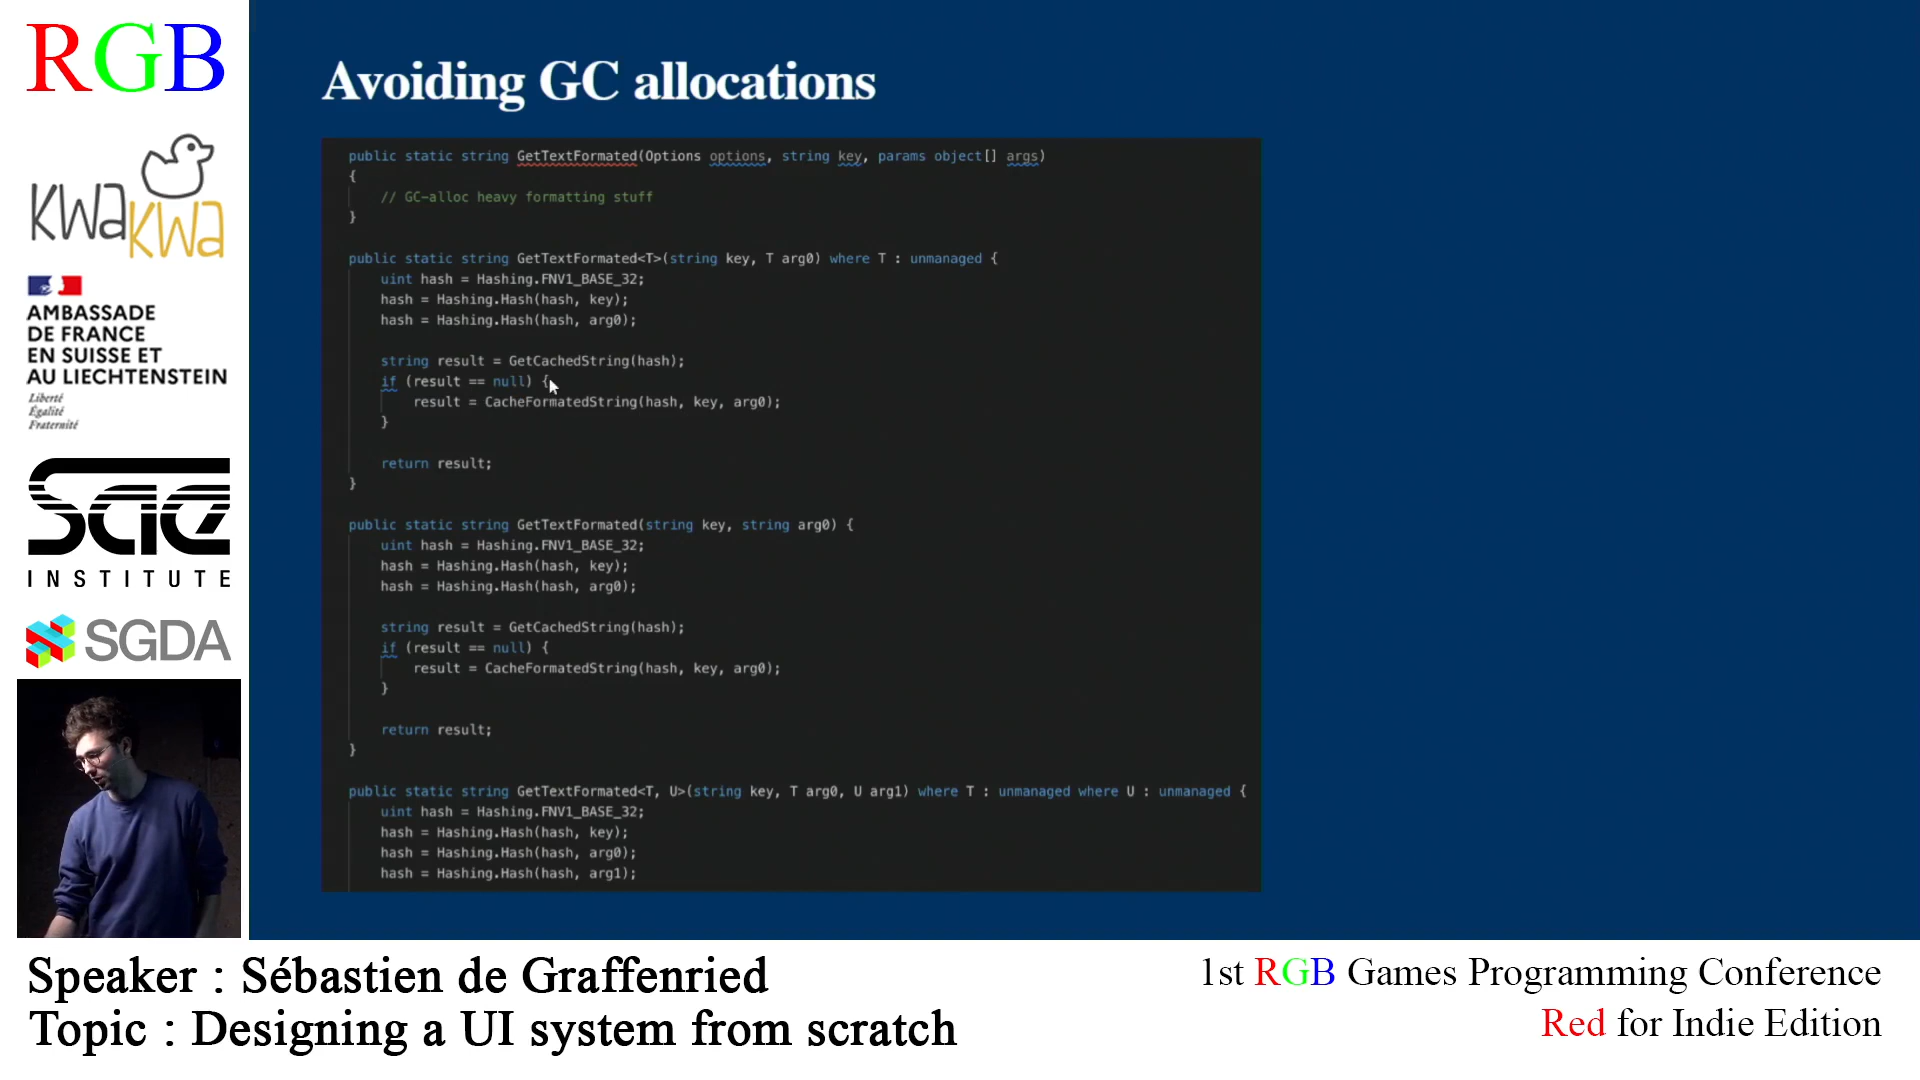 RGB
KWAKWA
AMBASSADE
DE FRANCE
EN SUISSE ET
AU LIECHTENSTEIN
Liberté
Égalité
Fraternité
SAE
INSTITUTE
SGDA
Avoiding GC allocations
public static string GetTextFormated(Options options, string key, params object[] args)
{
// GC-alloc heavy formatting stuff
}
public static string GetTextFormated<T>(string key, T arg0) where T : unmanaged {
uint hash = Hashing.FNV1_BASE_32;
hash = Hashing.Hash(hash, key);
hash = Hashing.Hash(hash, arg0);
string result = GetCachedString(hash);
if (result == null) {
result = CacheFormatedString(hash, key, arg0);
}
return result;
}
public static string GetTextFormated(string key, string arg0) {
uint hash = Hashing.FNV1_BASE_32;
hash = Hashing.Hash(hash, key);
hash = Hashing.Hash(hash, arg0);
string result = GetCachedString(hash);
if (result == null) {
result = CacheFormatedString(hash, key, arg0);
}
return result;
}
public static string GetTextFormated<T, U>(string key, T arg0, U arg1) where T : unmanaged where U : unmanaged {
uint hash = Hashing.FNV1_BASE_32;
hash = Hashing.Hash(hash, key);
hash = Hashing.Hash(hash, arg0);
hash = Hashing.Hash(hash, arg1);
Speaker : Sébastien de Graffenried
Topic : Designing a UI system from scratch
1st RGB Games Programming Conference
Red for Indie Edition